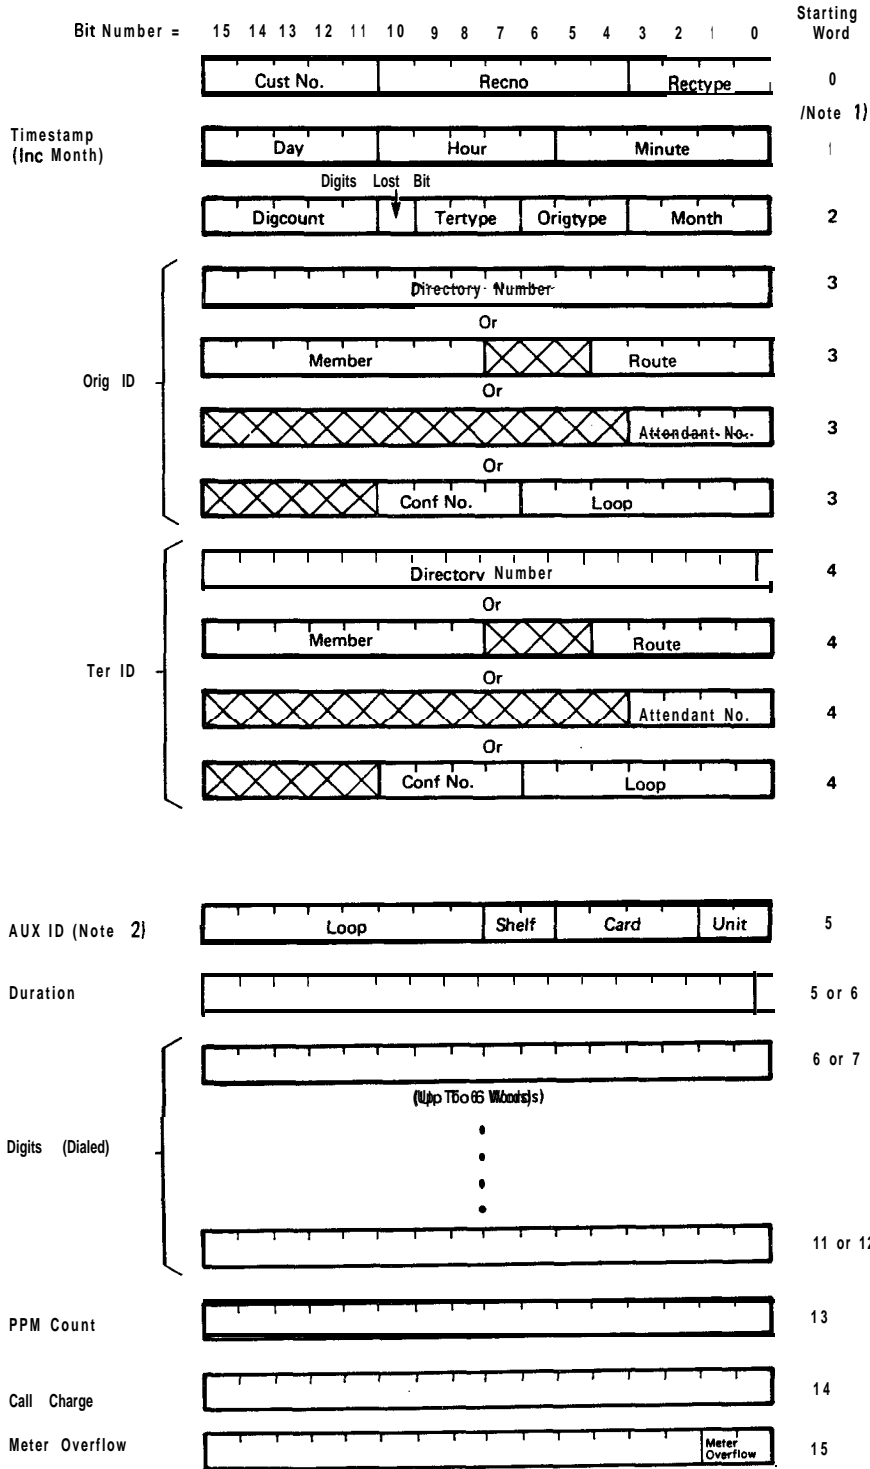 Starting
Bit Number = 15 14 13 12 11 10 9 8 7 6 5 4 3 2 1 0 Word
Cust No. Recno Rectype 0
/Note 1)
Timestamp
(Inc Month) Day Hour Minute 1
Digits Lost Bit
Digcount Tertype Origtype Month 2
Directory Number 3
Or
Member Route 3
Orig ID
Or
Attendant No. 3
Or
Conf No. Loop 3
Directory Number 4
Or
Member Route 4
Ter ID
Or
Attendant No. 4
Or
Conf No. Loop 4
AUX ID (Note 2) Loop Shelf Card Unit 5
Duration 5 or 6
6 or 7
(Up To 6 Words)
Digits (Dialed)
11 or 12
PPM Count 13
Call Charge 14
Meter Overflow Meter Overflow 15